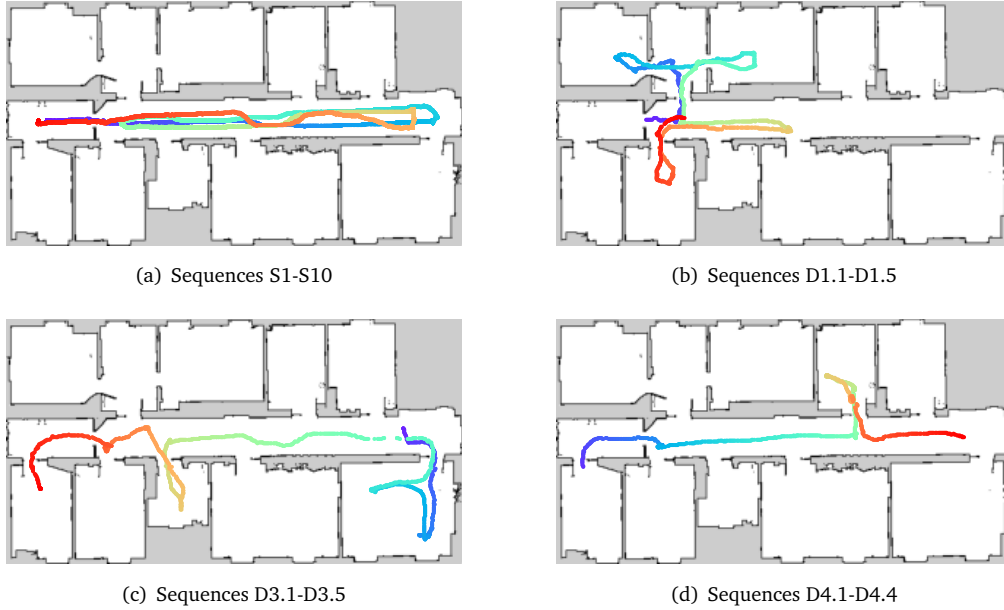 (a) Sequences S1-S10
(b) Sequences D1.1-D1.5
(c) Sequences D3.1-D3.5
(d) Sequences D4.1-D4.4